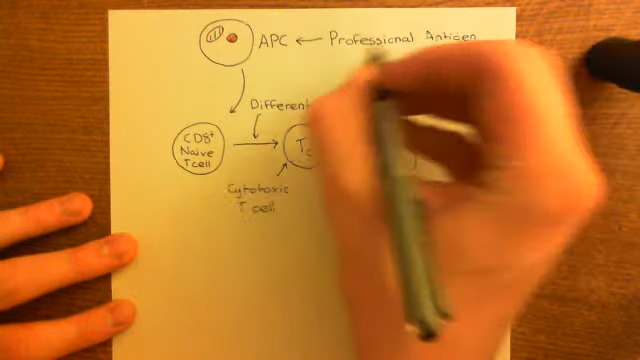 APC ← Professional Antigen
Different
CD8⁺
Naive
T cell
T
Cytotoxic
T cell